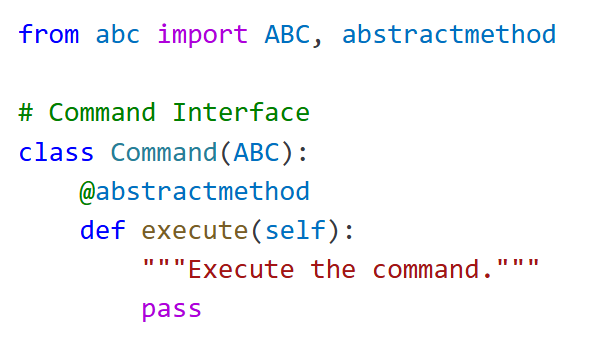 from abc import ABC, abstractmethod

# Command Interface
class Command(ABC):
    @abstractmethod
    def execute(self):
        """Execute the command."""
        pass